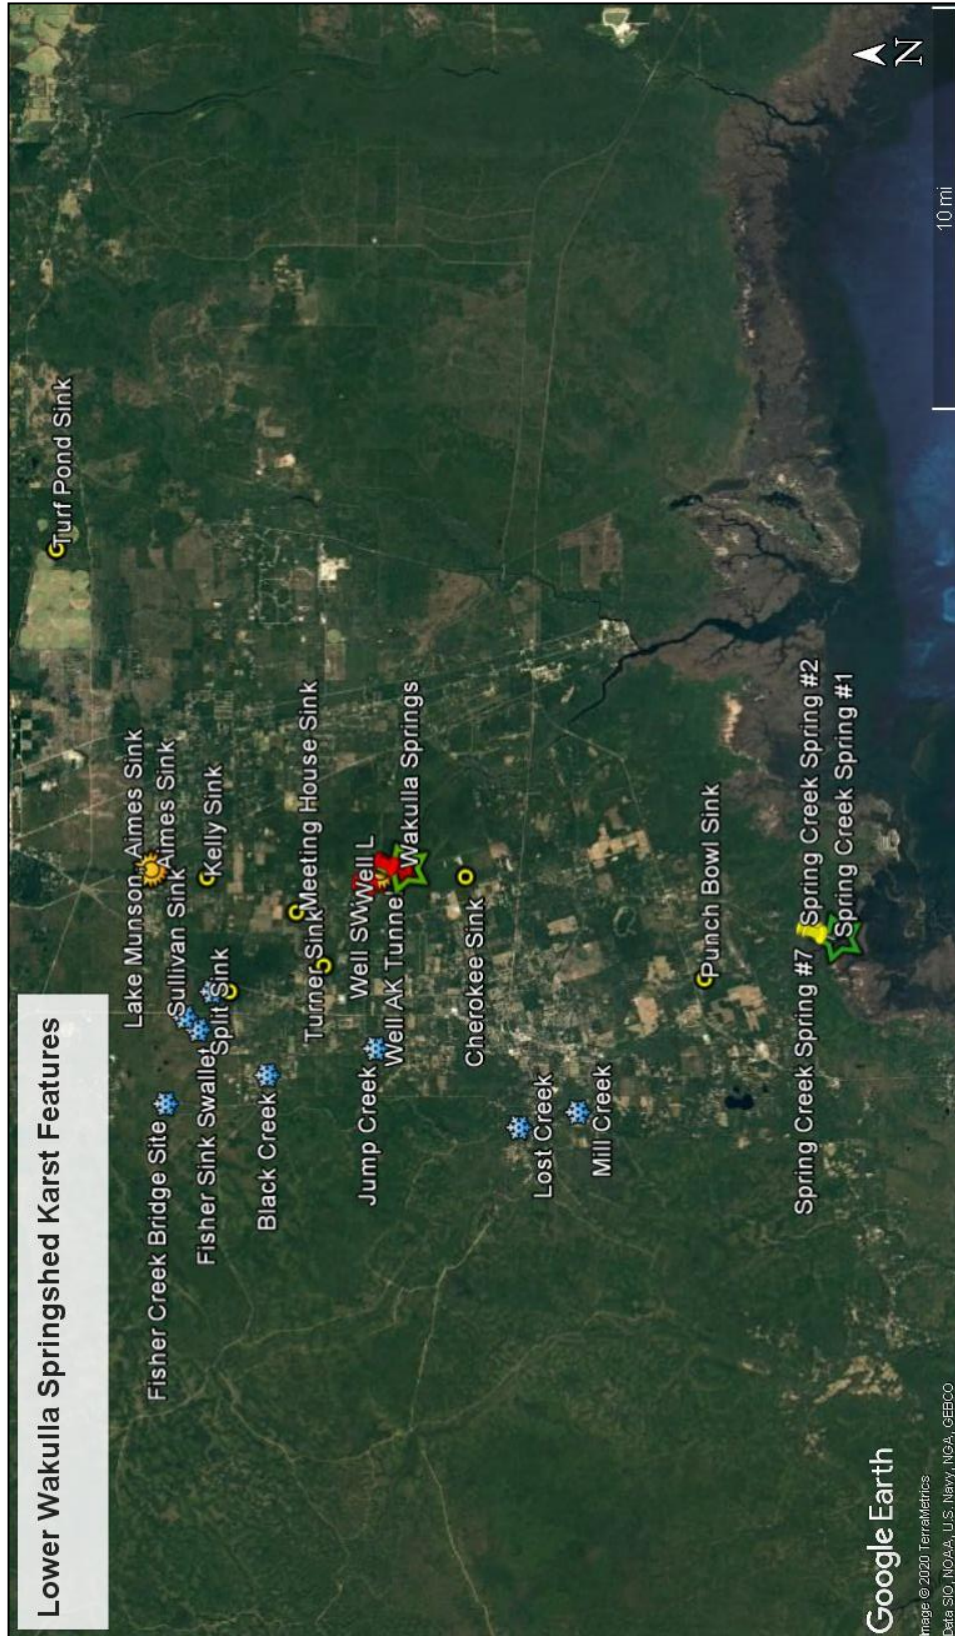 Lower Wakulla Springshed Karst Features
Turf Pond Sink
Lake Munson
Aimes Sink
Aimes Sink
Fisher Creek Bridge Site
Sullivan Sink
Kelly Sink
Fisher Sink Swallet
Split Sink
Black Creek
Meeting House Sink
Turner Sink
Well SW
Well L
Jump Creek
Well AK Tunnel
Wakulla Springs
Cherokee Sink
Lost Creek
Mill Creek
Punch Bowl Sink
Spring Creek Spring #7
Spring Creek Spring #2
Spring Creek Spring #1
Google Earth
Image © 2020 TerraMetrics
Data SIO, NOAA, U.S. Navy, NGA, GEBCO
N
10 mi